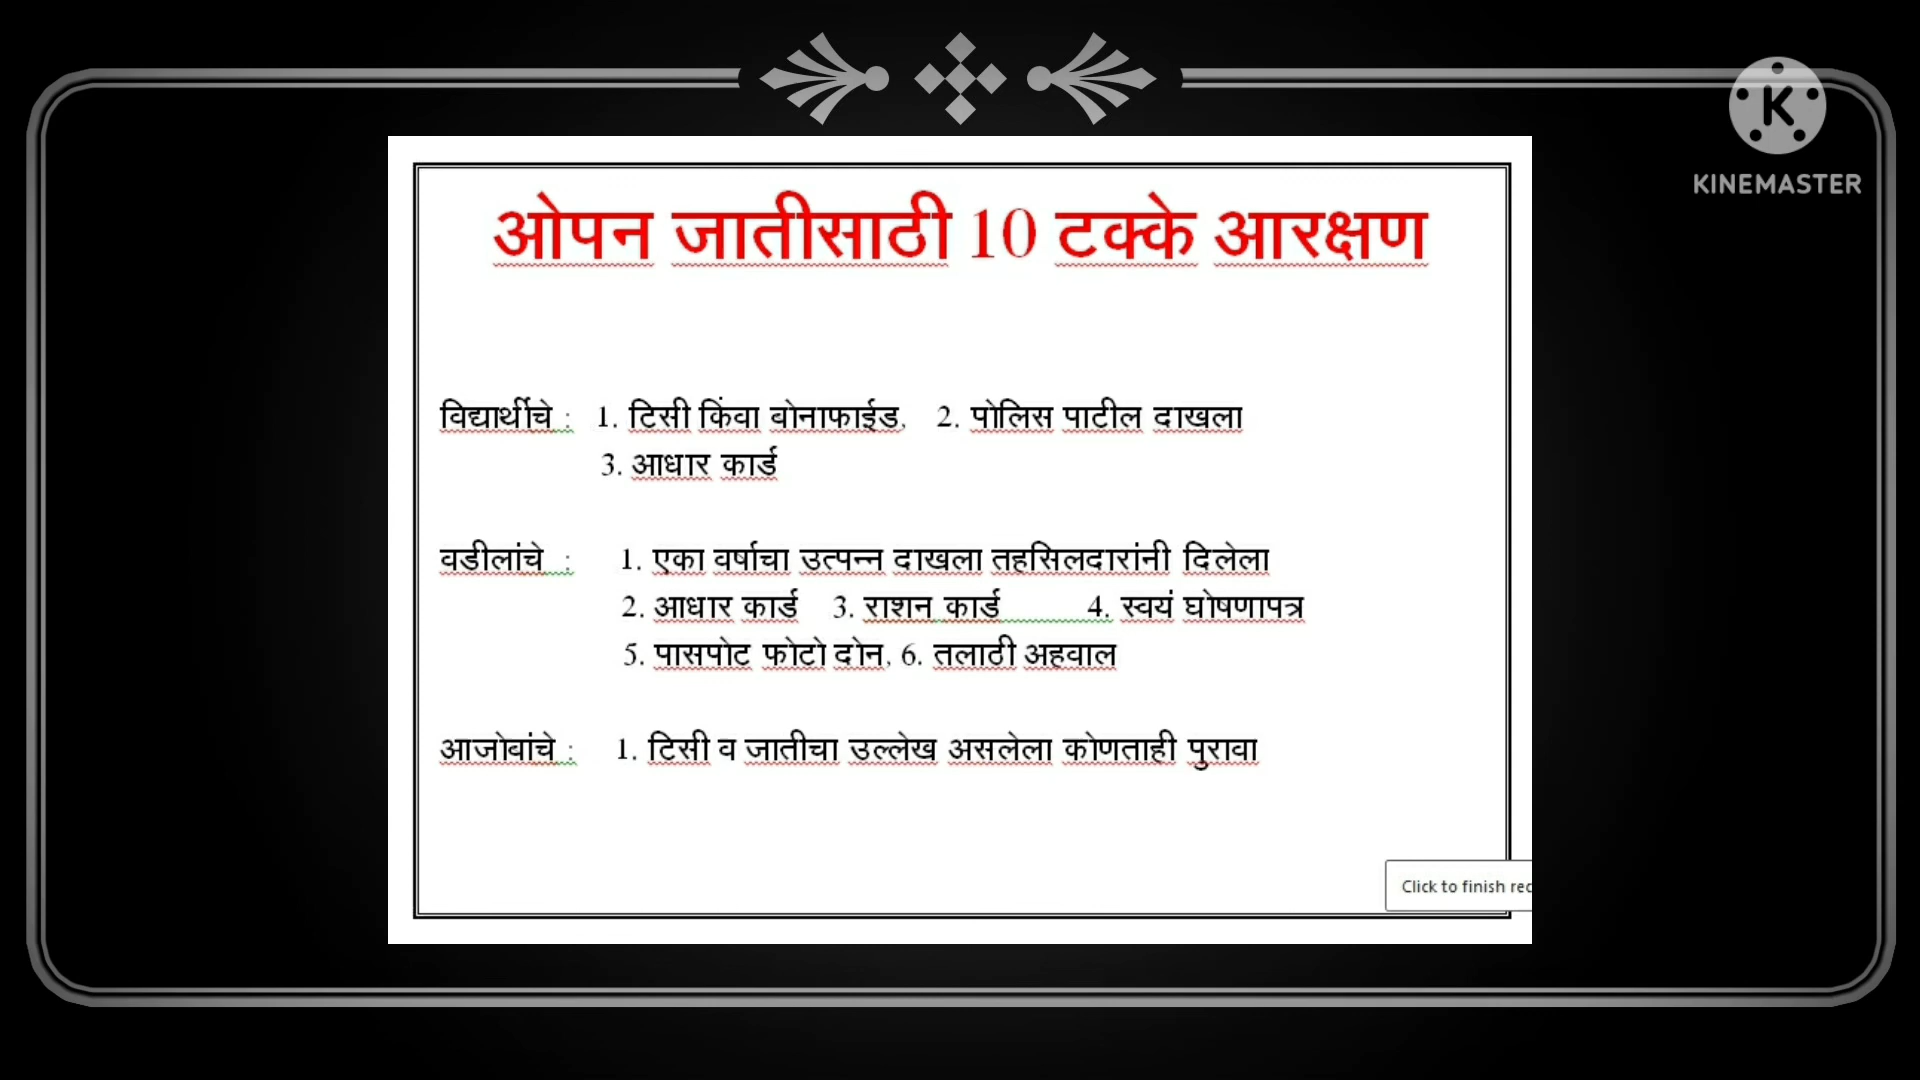 KINEMASTER
ओपन जातीसाठी 10 टक्के आरक्षण
विद्यार्थीचे : 1. टिसी किंवा बोनाफाईड, 2. पोलिस पाटील दाखला
3. आधार कार्ड
वडीलांचे : 1. एका वर्षाचा उत्पन्न दाखला तहसिलदारांनी दिलेला
2. आधार कार्ड 3. राशन कार्ड 4. स्वयं घोषणापत्र
5. पासपोट फोटो दोन, 6. तलाठी अहवाल
आजोबांचे : 1. टिसी व जातीचा उल्लेख असलेला कोणताही पुरावा
Click to finish rec